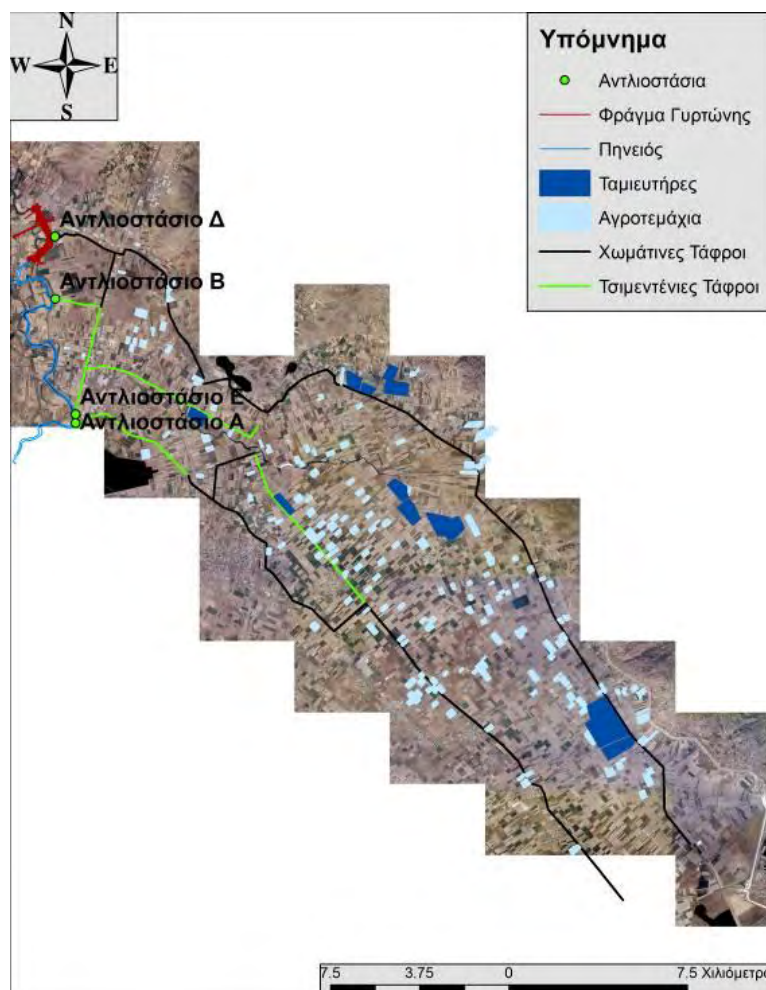 N
W E
S
Υπόμνημα
Αντλιοστάσια
Φράγμα Γυρτώνης
Πηνειός
Ταμιευτήρες
Αγροτεμάχια
Χωμάτινες Τάφροι
Τσιμεντένιες Τάφροι
Αντλιοστάσιο Δ
Αντλιοστάσιο Β
Αντλιοστάσιο Ε
Αντλιοστάσιο Α
7.5 3.75 0 7.5 Χιλιόμετρα